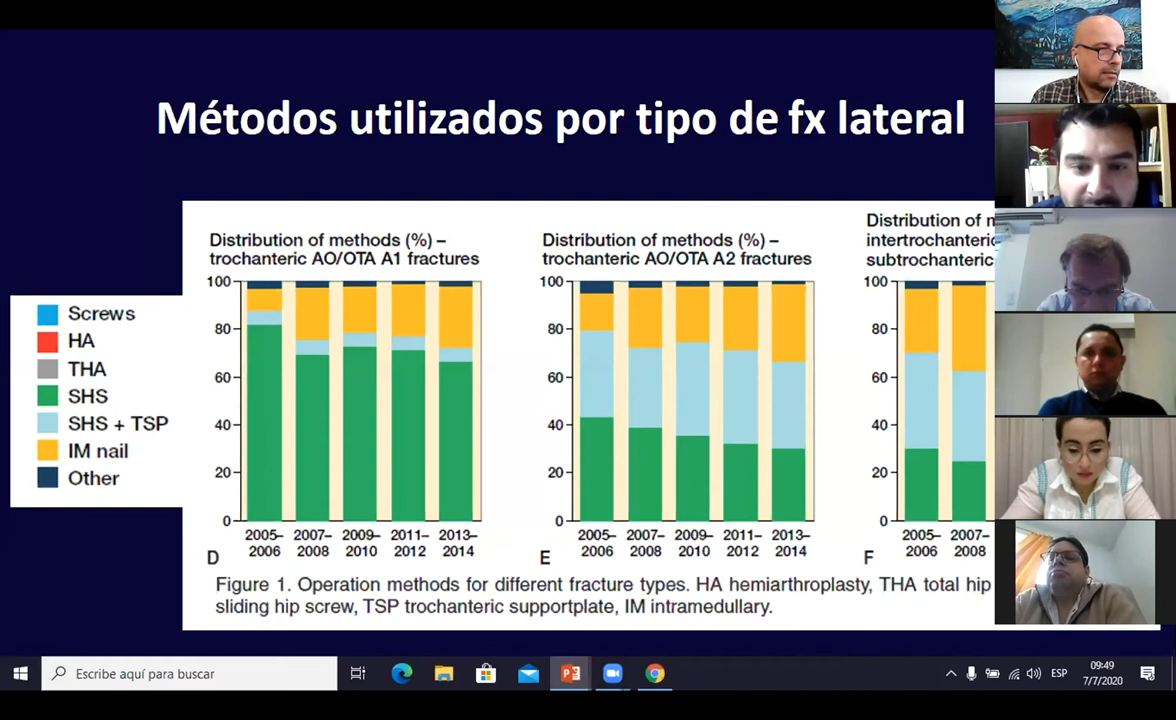 Métodos utilizados por tipo de fx lateral
Screws
HA
THA
SHS
SHS + TSP
IM nail
Other
Distribution of methods (%) –
trochanteric AO/OTA A1 fractures
100
80
60
40
20
0
2005–
2006
2007–
2008
2009–
2010
2011–
2012
2013–
2014
D
Distribution of methods (%) –
trochanteric AO/OTA A2 fractures
100
80
60
40
20
0
2005–
2006
2007–
2008
2009–
2010
2011–
2012
2013–
2014
E
Distribution of
intertrochanteric
subtrochanteric
100
80
60
40
20
0
2005–
2006
2007–
2008
F
Figure 1. Operation methods for different fracture types. HA hemiarthroplasty, THA total hip
sliding hip screw, TSP trochanteric supportplate, IM intramedullary.
Escribe aquí para buscar
ESP
09:49
7/7/2020